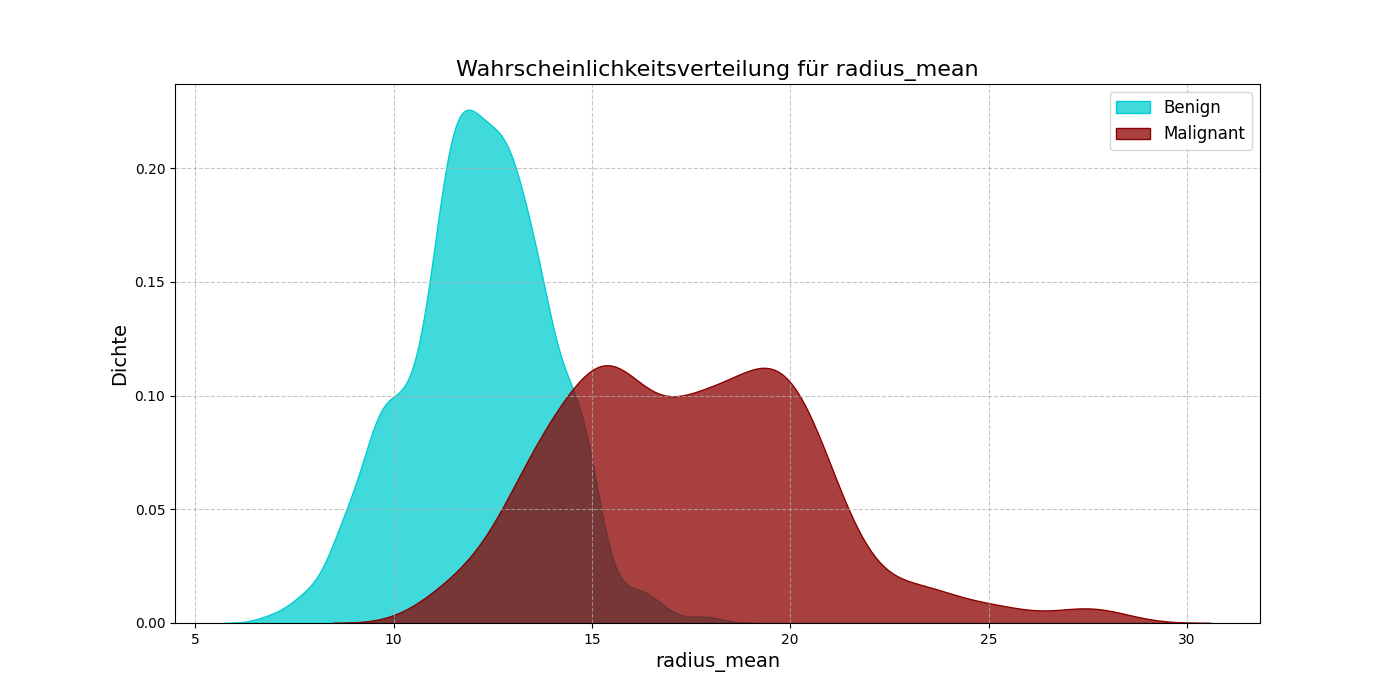 Wahrscheinlichkeitsverteilung für radius_mean
Benign
Malignant
Dichte
0.20
0.15
0.10
0.05
0.00
5 10 15 20 25 30
radius_mean